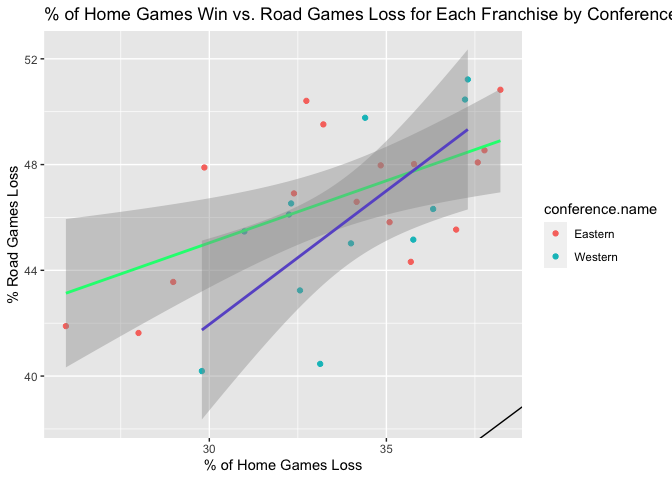 % of Home Games Win vs. Road Games Loss for Each Franchise by Conference
52
48
44
40
% Road Games Loss
30
35
% of Home Games Loss
conference.name
Eastern
Western